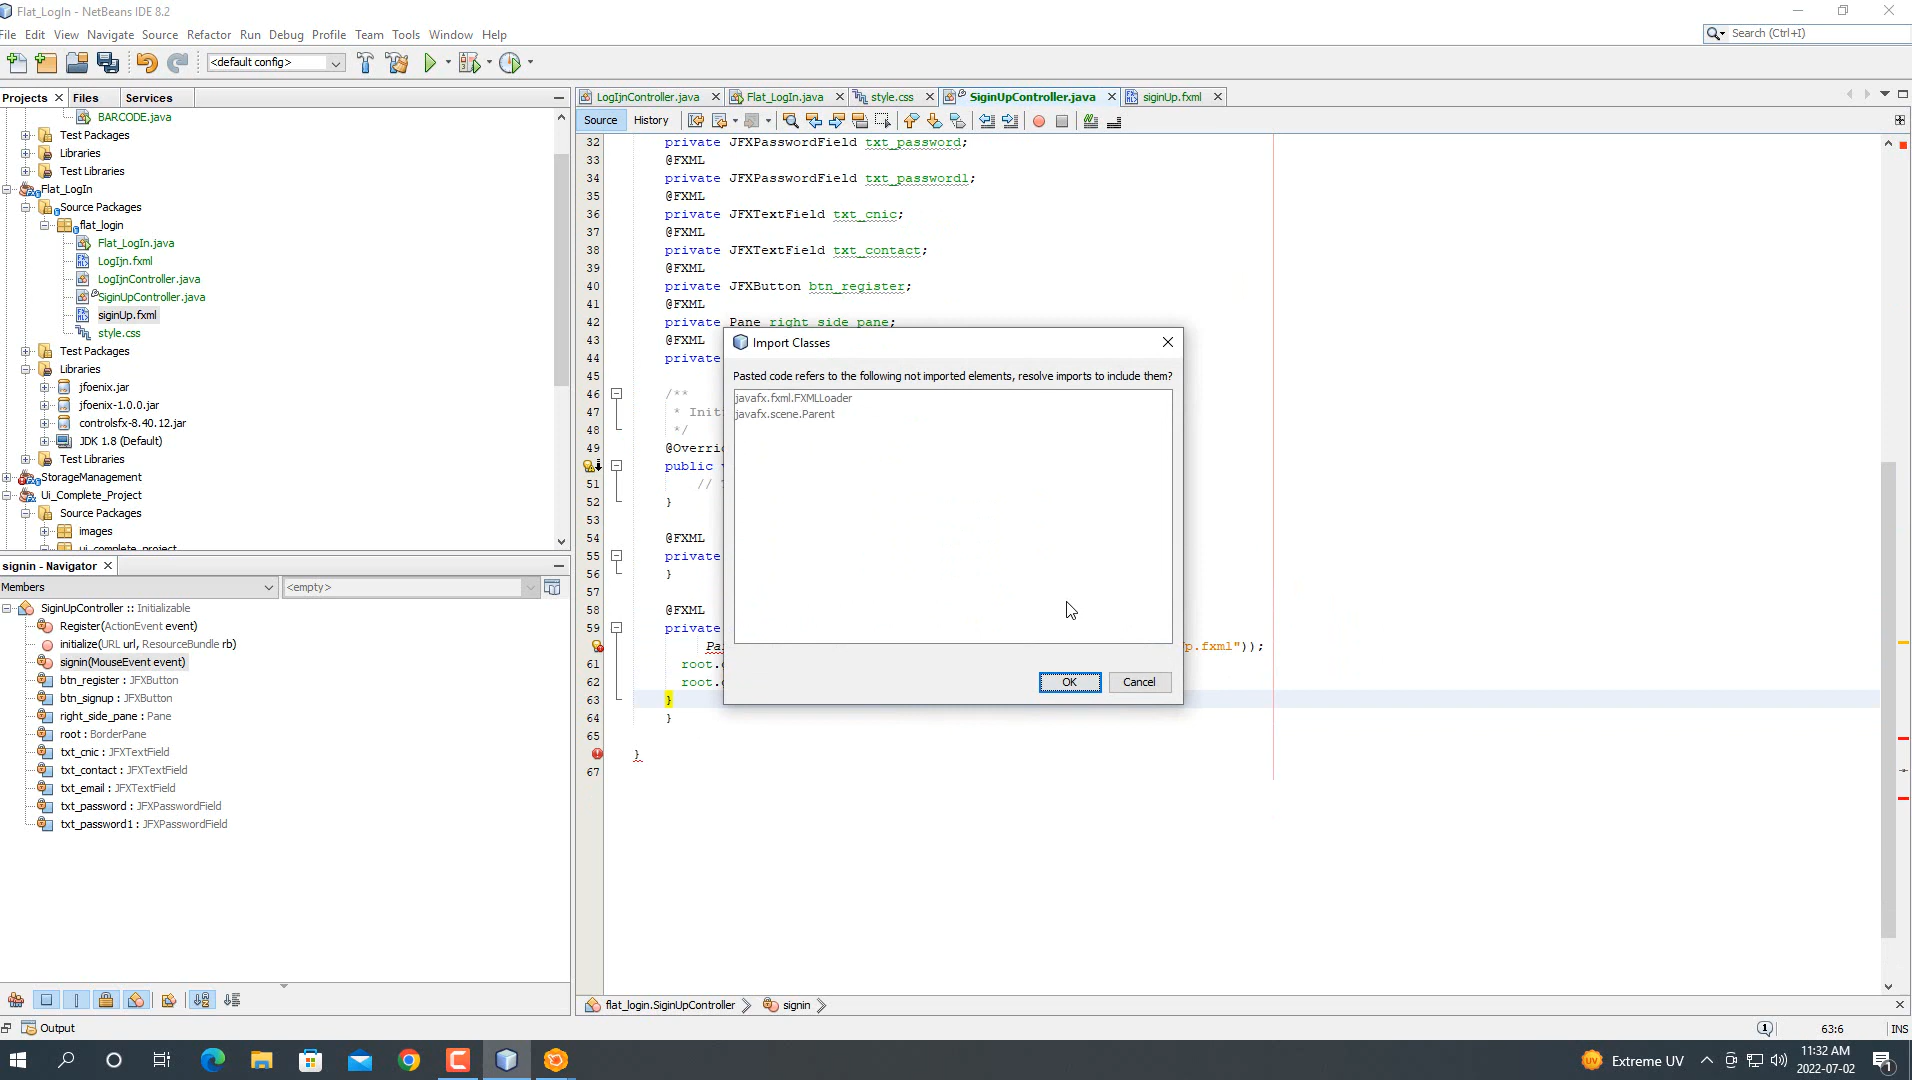 Flat_LogIn - NetBeans IDE 8.2
File Edit View Navigate Source Refactor Run Debug Profile Team Tools Window Help
Search (Ctrl+I)
<default config>
Projects Files Services
BARCODE.java
Test Packages
Libraries
Test Libraries
Flat_LogIn
Source Packages
flat_login
Flat_LogIn.java
LogIjn.fxml
LogIjnController.java
SiginUpController.java
siginUp.fxml
style.css
Test Packages
Libraries
jfoenix.jar
jfoenix-1.0.0.jar
controlsfx-8.40.12.jar
JDK 1.8 (Default)
Test Libraries
StorageManagement
Ui_Complete_Project
Source Packages
images
ui_complete_project
signin - Navigator
Members <empty>
SiginUpController :: Initializable
Register(ActionEvent event)
initialize(URL url, ResourceBundle rb)
signin(MouseEvent event)
btn_register : JFXButton
btn_signup : JFXButton
right_side_pane : Pane
root : BorderPane
txt_cnic : JFXTextField
txt_contact : JFXTextField
txt_email : JFXTextField
txt_password : JFXPasswordField
txt_password1 : JFXPasswordField
LogIjnController.java Flat_LogIn.java style.css SiginUpController.java siginUp.fxml
Source History
32 private JFXPasswordField txt_password;
33 @FXML
34 private JFXPasswordField txt_password1;
35 @FXML
36 private JFXTextField txt_cnic;
37 @FXML
38 private JFXTextField txt_contact;
39 @FXML
40 private JFXButton btn_register;
41 @FXML
42 private Pane right_side_pane;
43 @FXML
44 private
45
46 /**
47 * Init
48 */
49 @Overri
public
51 //
52 }
53
54 @FXML
55 private
56 }
57
58 @FXML
59 private
Pa p.fxml"));
61 root.
62 root.
63 }
64 }
65
}
67
Import Classes
Pasted code refers to the following not imported elements, resolve imports to include them?
javafx.fxml.FXMLLoader
javafx.scene.Parent
OK Cancel
flat_login.SiginUpController signin
Output
1 63:6 INS
Extreme UV
11:32 AM
2022-07-02
1